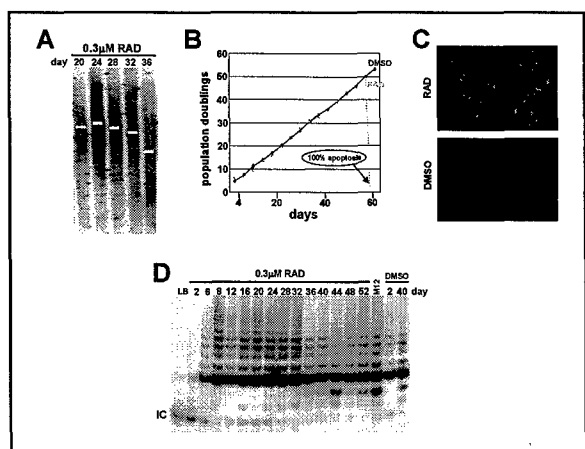 A
0.3µM RAD
day 20 24 28 32 36
B
population doublings
60
50
40
30
20
10
0
4 20 40 60
days
DMSO
RAD
100% apoptosis
C
RAD
DMSO
D
0.3µM RAD
DMSO
LB 2 6 8 12 16 20 24 28 32 36 40 44 48 52 M12 2 40 day
IC